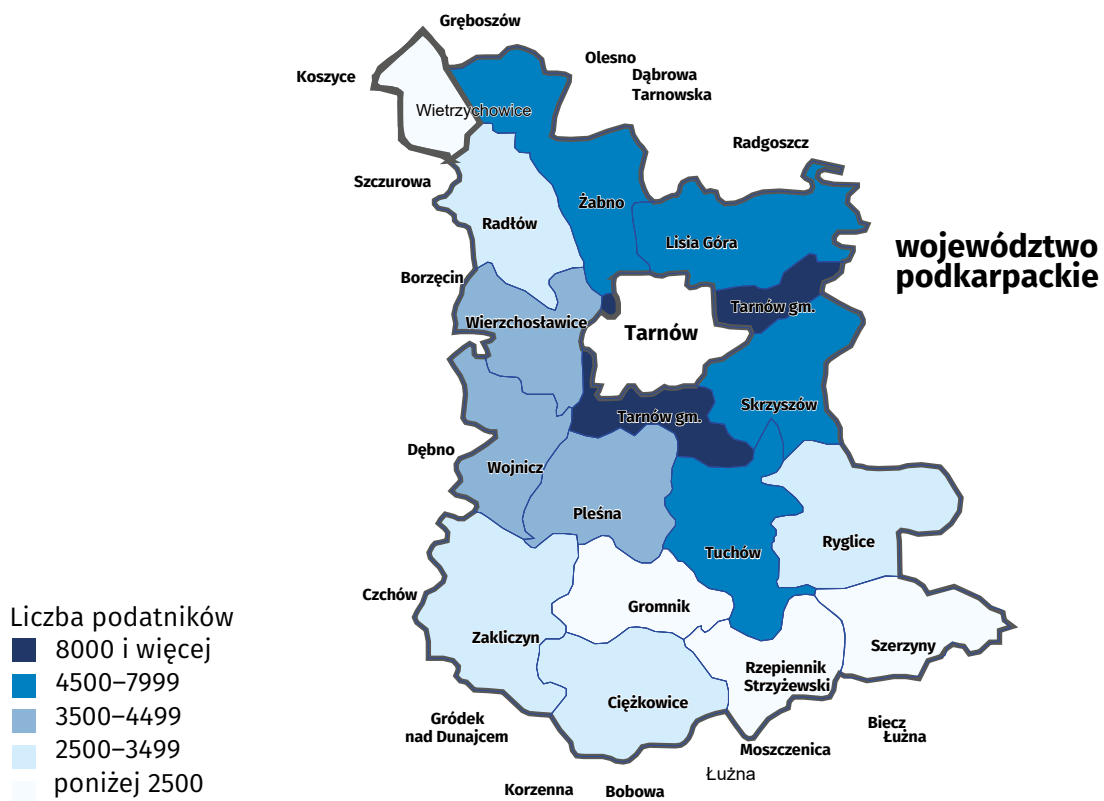 Gręboszów
Olesno
Koszyce
Dąbrowa
Tarnowska
Wietrzychowice
Radgoszcz
Szczurowa
Żabno
Radłów
Lisia Góra
województwo
podkarpackie
Borzęcin
Tarnów gm.
Wierzchosławice
Tarnów
Skrzyszów
Tarnów gm.
Dębno
Wojnicz
Pleśna
Ryglice
Tuchów
Czchów
Gromnik
Liczba podatników
8000 i więcej
4500–7999
3500–4499
2500–3499
poniżej 2500
Zakliczyn
Szerzyny
Rzepiennik
Strzyżewski
Ciężkowice
Gródek
nad Dunajcem
Biecz
Łużna
Moszczenica
Łużna
Korzenna
Bobowa